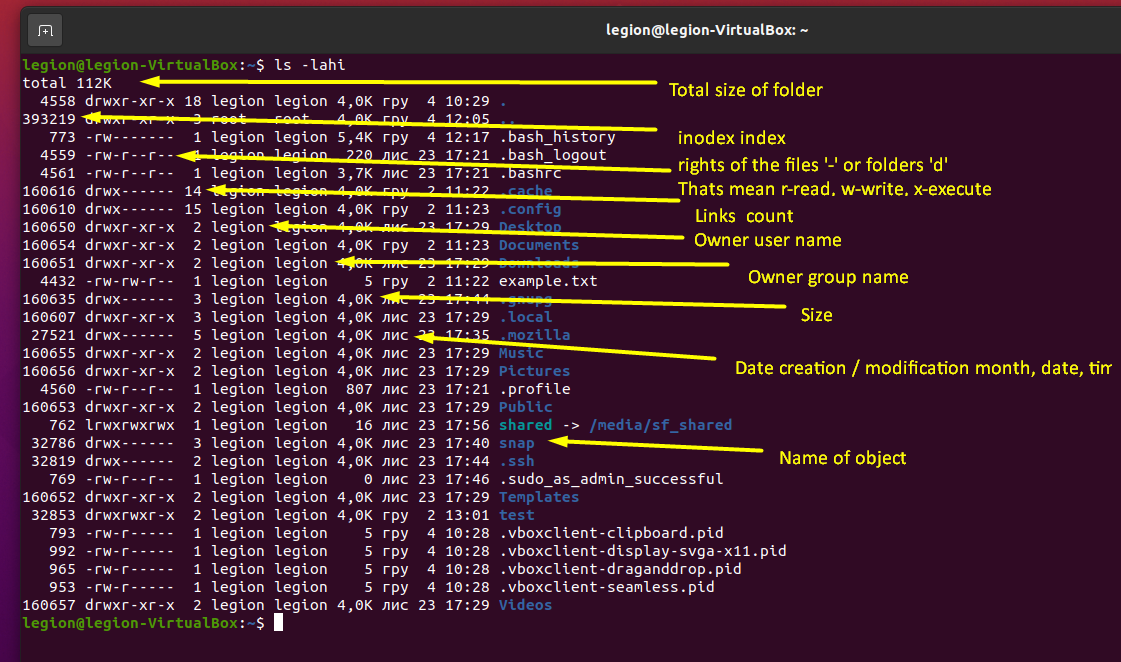 legion@legion-VirtualBox: ~
legion@legion-VirtualBox:~$ ls -lahi
total 112K
Total size of folder
4558 drwxr-xr-x 18 legion legion 4,0K гру 4 10:29 .
393219 drwxr-xr-x 3 root root 4,0K гру 4 12:05 ..
inodex index
773 -rw------- 1 legion legion 5,4K гру 4 12:17 .bash_history
4559 -rw-r--r-- 1 legion legion 220 лис 23 17:21 .bash_logout
rights of the files '-' or folders 'd'
4561 -rw-r--r-- 1 legion legion 3,7K лис 23 17:21 .bashrc
Thats mean r-read, w-write, x-execute
160616 drwx------ 14 legion legion 4,0K гру 2 11:22 .cache
160610 drwx------ 15 legion legion 4,0K гру 2 11:23 .config
Links count
160650 drwxr-xr-x 2 legion legion 4,0K лис 23 17:29 Desktop
Owner user name
160654 drwxr-xr-x 2 legion legion 4,0K гру 2 11:23 Documents
160651 drwxr-xr-x 2 legion legion 4,0K лис 23 17:29 Downloads
Owner group name
4432 -rw-rw-r-- 1 legion legion 5 гру 2 11:22 example.txt
160635 drwx------ 3 legion legion 4,0K лис 23 17:44 .gnupg
Size
160607 drwxr-xr-x 3 legion legion 4,0K лис 23 17:29 .local
27521 drwx------ 5 legion legion 4,0K лис 23 17:35 .mozilla
160655 drwxr-xr-x 2 legion legion 4,0K лис 23 17:29 Music
Date creation / modification month, date, tim
160656 drwxr-xr-x 2 legion legion 4,0K лис 23 17:29 Pictures
4560 -rw-r--r-- 1 legion legion 807 лис 23 17:21 .profile
160653 drwxr-xr-x 2 legion legion 4,0K лис 23 17:29 Public
762 lrwxrwxrwx 1 legion legion 16 лис 23 17:56 shared -> /media/sf_shared
32786 drwx------ 3 legion legion 4,0K лис 23 17:40 snap
Name of object
32819 drwx------ 2 legion legion 4,0K лис 23 17:44 .ssh
769 -rw-r--r-- 1 legion legion 0 лис 23 17:46 .sudo_as_admin_successful
160652 drwxr-xr-x 2 legion legion 4,0K лис 23 17:29 Templates
32853 drwxrwxr-x 2 legion legion 4,0K гру 2 13:01 test
793 -rw-r----- 1 legion legion 5 гру 4 10:28 .vboxclient-clipboard.pid
992 -rw-r----- 1 legion legion 5 гру 4 10:28 .vboxclient-display-svga-x11.pid
965 -rw-r----- 1 legion legion 5 гру 4 10:28 .vboxclient-draganddrop.pid
953 -rw-r----- 1 legion legion 5 гру 4 10:28 .vboxclient-seamless.pid
160657 drwxr-xr-x 2 legion legion 4,0K лис 23 17:29 Videos
legion@legion-VirtualBox:~$